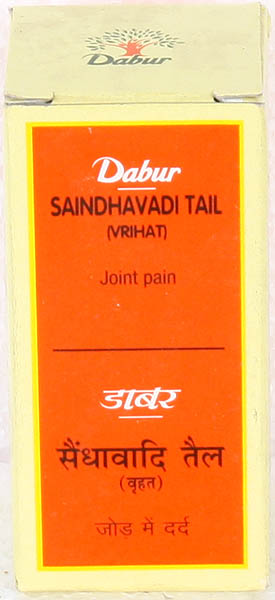 Dabur
Dabur
SAINDHAVADI TAIL
(VRIHAT)
Joint pain
डाबर
सैंधावादि तैल
(वृहत)
जोड़ में दर्द